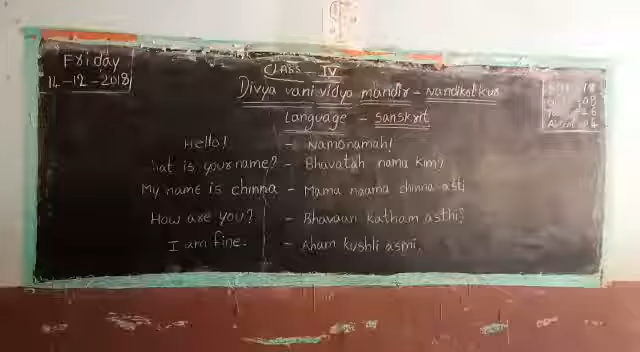 Friday
14-12-2018
CLASS - IV
Divya vani vidya mandir - Nandikotkur
Language - Sanskrit
Hello! - Namonamah!
is your name? - Bhavatah nama kim?
My name is chinna - Mama naama chinna asti
How are you? - Bhavaan katham asthi?
I am fine. - Aham kushli asmi.